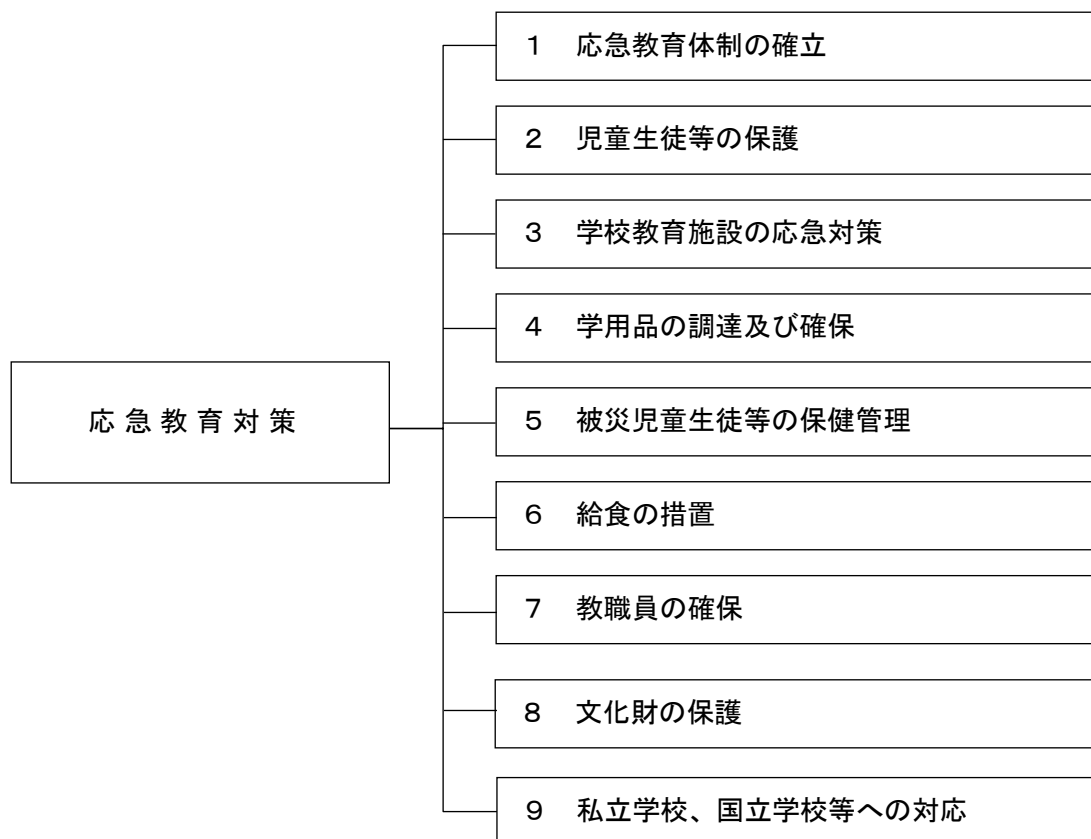 応急教育対策
１　応急教育体制の確立
２　児童生徒等の保護
３　学校教育施設の応急対策
４　学用品の調達及び確保
５　被災児童生徒等の保健管理
６　給食の措置
７　教職員の確保
８　文化財の保護
９　私立学校、国立学校等への対応